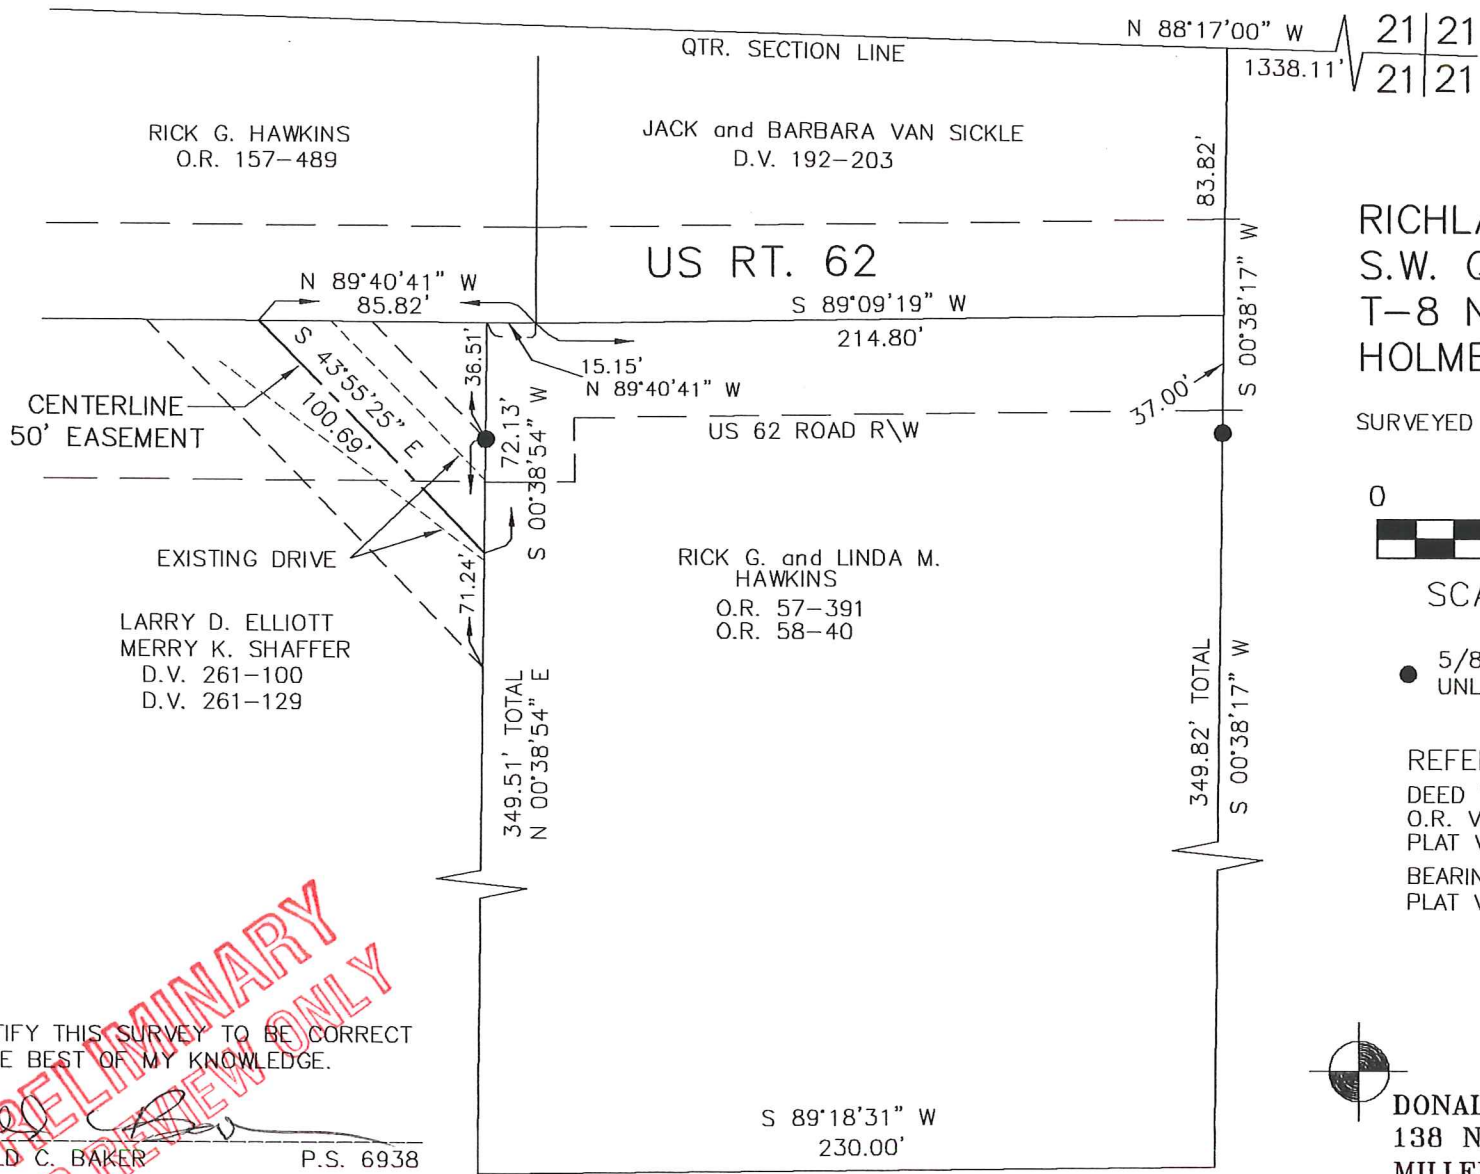 N 88°17'00" W
1338.11'
21 21
21 21
QTR. SECTION LINE
RICK G. HAWKINS
O.R. 157-489
JACK and BARBARA VAN SICKLE
D.V. 192-203
83.82'
S 00°38'17" W
US RT. 62
N 89°40'41" W
85.82'
S 89°09'19" W
214.80'
15.15'
N 89°40'41" W
36.51'
72.13'
S 00°38'54" W
S 43°55'25" E
100.69'
CENTERLINE
50' EASEMENT
37.00'
US 62 ROAD R\W
EXISTING DRIVE
71.24'
LARRY D. ELLIOTT
MERRY K. SHAFFER
D.V. 261-100
D.V. 261-129
RICK G. and LINDA M.
HAWKINS
O.R. 57-391
O.R. 58-40
349.51' TOTAL
N 00°38'54" E
349.82' TOTAL
S 00°38'17" W
S 89°18'31" W
230.00'
RICHLA
S.W. Q
T-8 N
HOLME
SURVEYED
0
SCA
5/8
UNL
REFE
DEED
O.R. V
PLAT V
BEARIN
PLAT V
TIFY THIS SURVEY TO BE CORRECT
E BEST OF MY KNOWLEDGE.
LD C. BAKER P.S. 6938
RELIMINARY
REVIEW ONLY
DONAL
138 N
MILLE